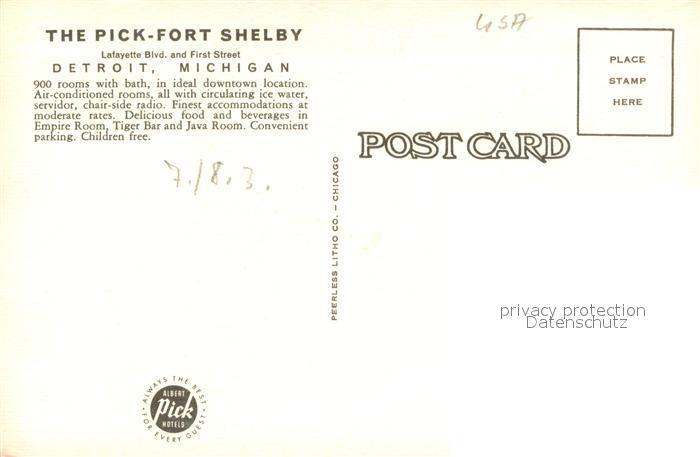 USA
THE PICK-FORT SHELBY
Lafayette Blvd. and First Street
DETROIT, MICHIGAN
900 rooms with bath, in ideal downtown location.
Air-conditioned rooms, all with circulating ice water,
servidor, chair-side radio. Finest accommodations at
moderate rates. Delicious food and beverages in
Empire Room, Tiger Bar and Java Room. Convenient
parking. Children free.
PLACE
STAMP
HERE
POST CARD
7./8.3.
PEERLESS LITHO CO. – CHICAGO
privacy protection
Datenschutz
ALWAYS THE BEST
ALBERT
Pick
HOTELS
FOR EVERY GUEST